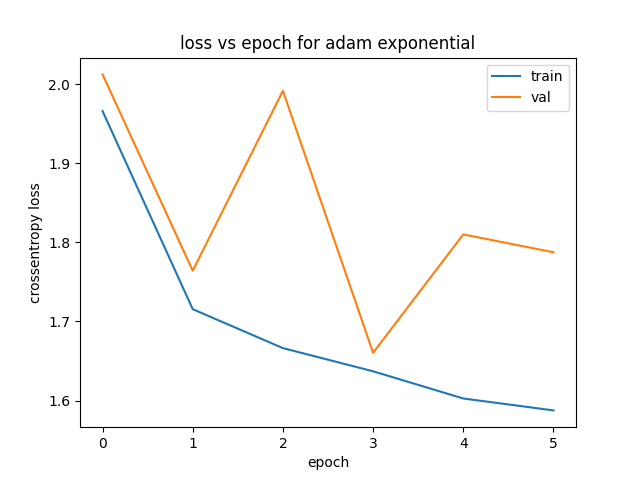 loss vs epoch for adam exponential
train
val
crossentropy loss
2.0
1.9
1.8
1.7
1.6
0 1 2 3 4 5
epoch